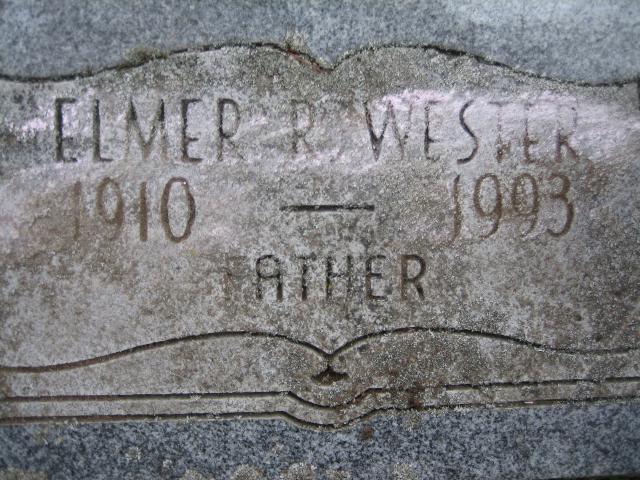 ELMER R. WESTER
1910 — 1993
FATHER